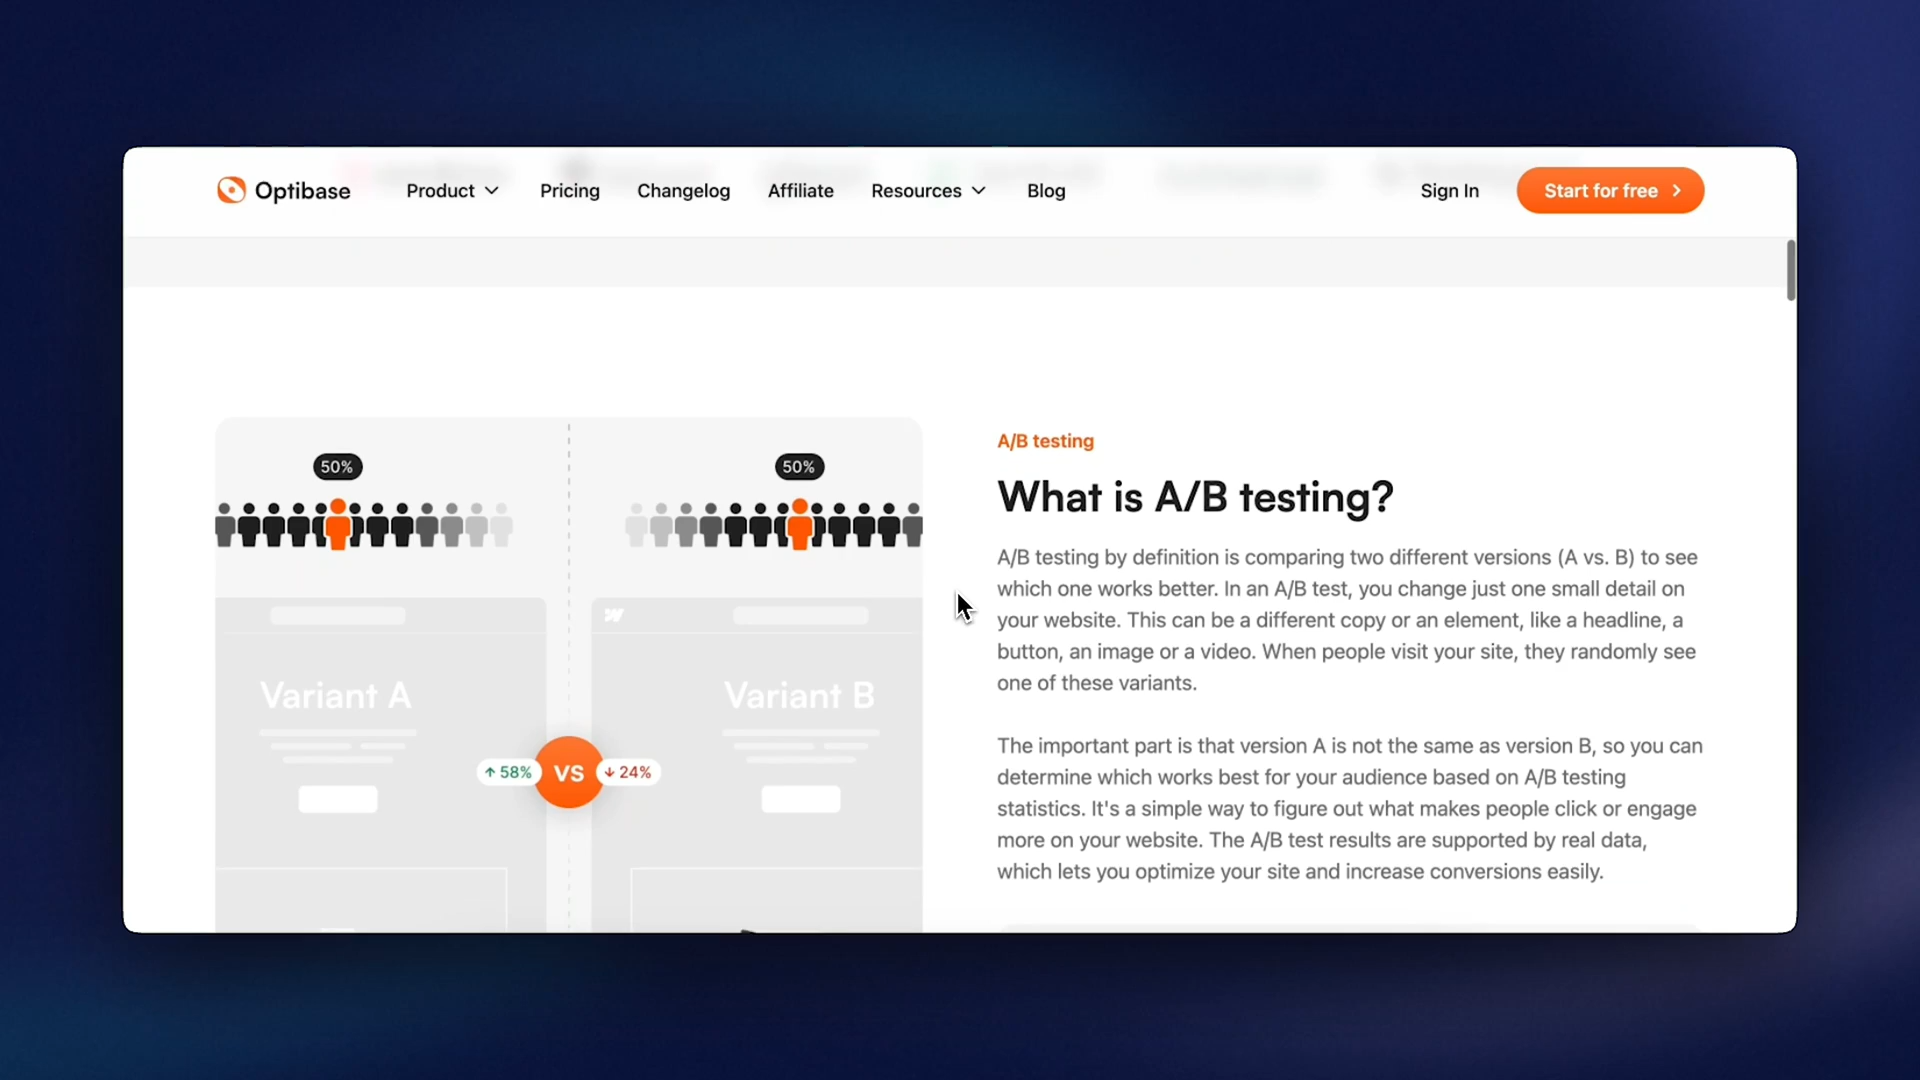 Optibase
Product
Pricing
Changelog
Affiliate
Resources
Blog
Sign In
Start for free
50%
50%
Variant A
Variant B
↑ 58%
VS
↓ 24%
A/B testing
What is A/B testing?
A/B testing by definition is comparing two different versions (A vs. B) to see
which one works better. In an A/B test, you change just one small detail on
your website. This can be a different copy or an element, like a headline, a
button, an image or a video. When people visit your site, they randomly see
one of these variants.
The important part is that version A is not the same as version B, so you can
determine which works best for your audience based on A/B testing
statistics. It's a simple way to figure out what makes people click or engage
more on your website. The A/B test results are supported by real data,
which lets you optimize your site and increase conversions easily.